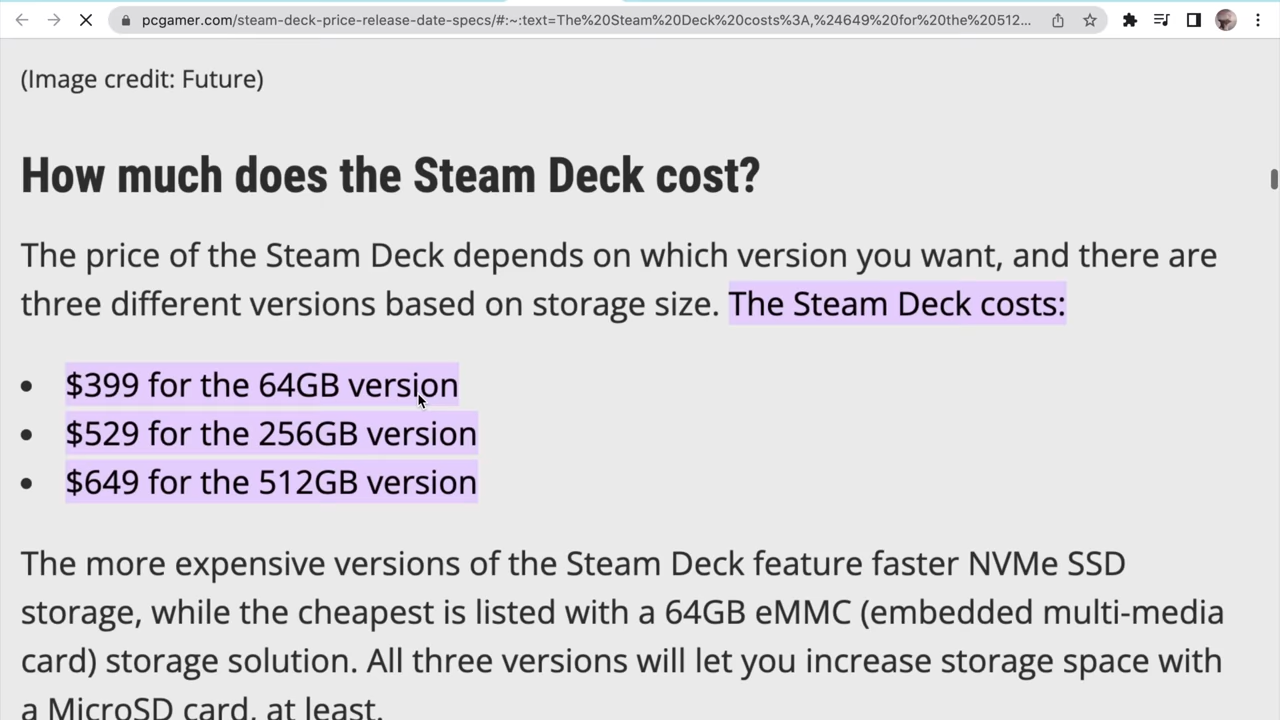 pcgamer.com/steam-deck-price-release-date-specs/#:~:text=The%20Steam%20Deck%20costs%3A,%24649%20for%20the%20512...
(Image credit: Future)
How much does the Steam Deck cost?
The price of the Steam Deck depends on which version you want, and there are
three different versions based on storage size. The Steam Deck costs:
• $399 for the 64GB version
• $529 for the 256GB version
• $649 for the 512GB version
The more expensive versions of the Steam Deck feature faster NVMe SSD
storage, while the cheapest is listed with a 64GB eMMC (embedded multi-media
card) storage solution. All three versions will let you increase storage space with
a MicroSD card, at least.